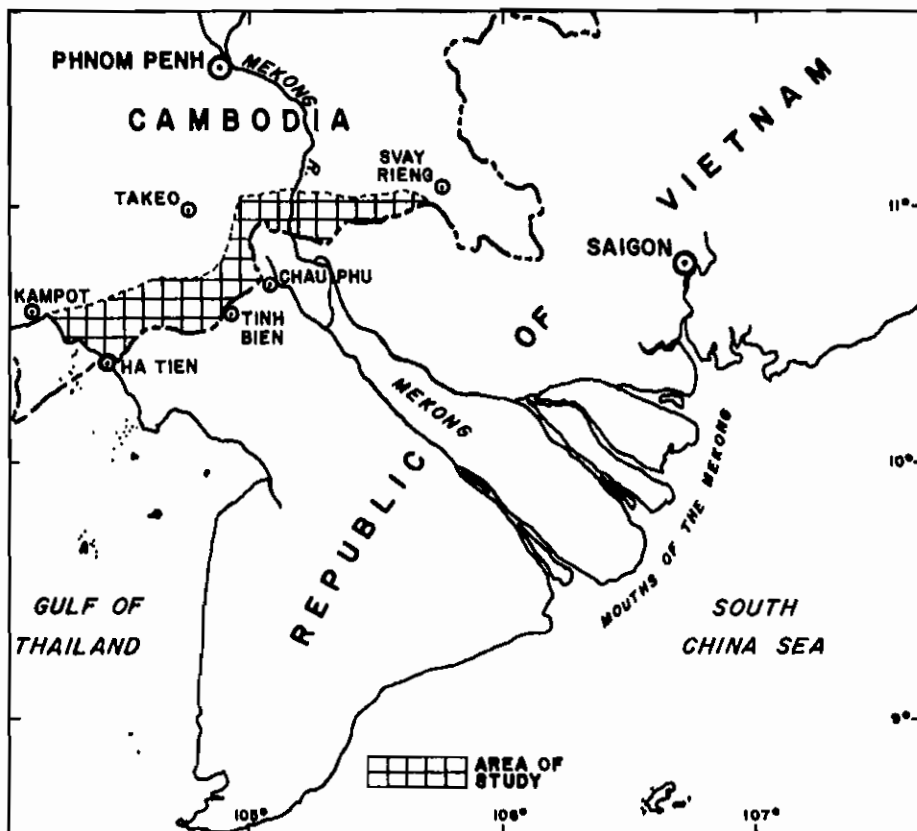 PHNOM PENH
MEKONG
R.
CAMBODIA
SVAY
RIENG
TAKEO
VIETNAM
11°
SAIGON
KAMPOT
CHAU PHU
TINH
BIEN
OF
HA TIEN
MEKONG
10°
REPUBLIC
MOUTHS OF THE MEKONG
GULF OF
THAILAND
SOUTH
CHINA SEA
9°
AREA OF
STUDY
105°
106°
107°